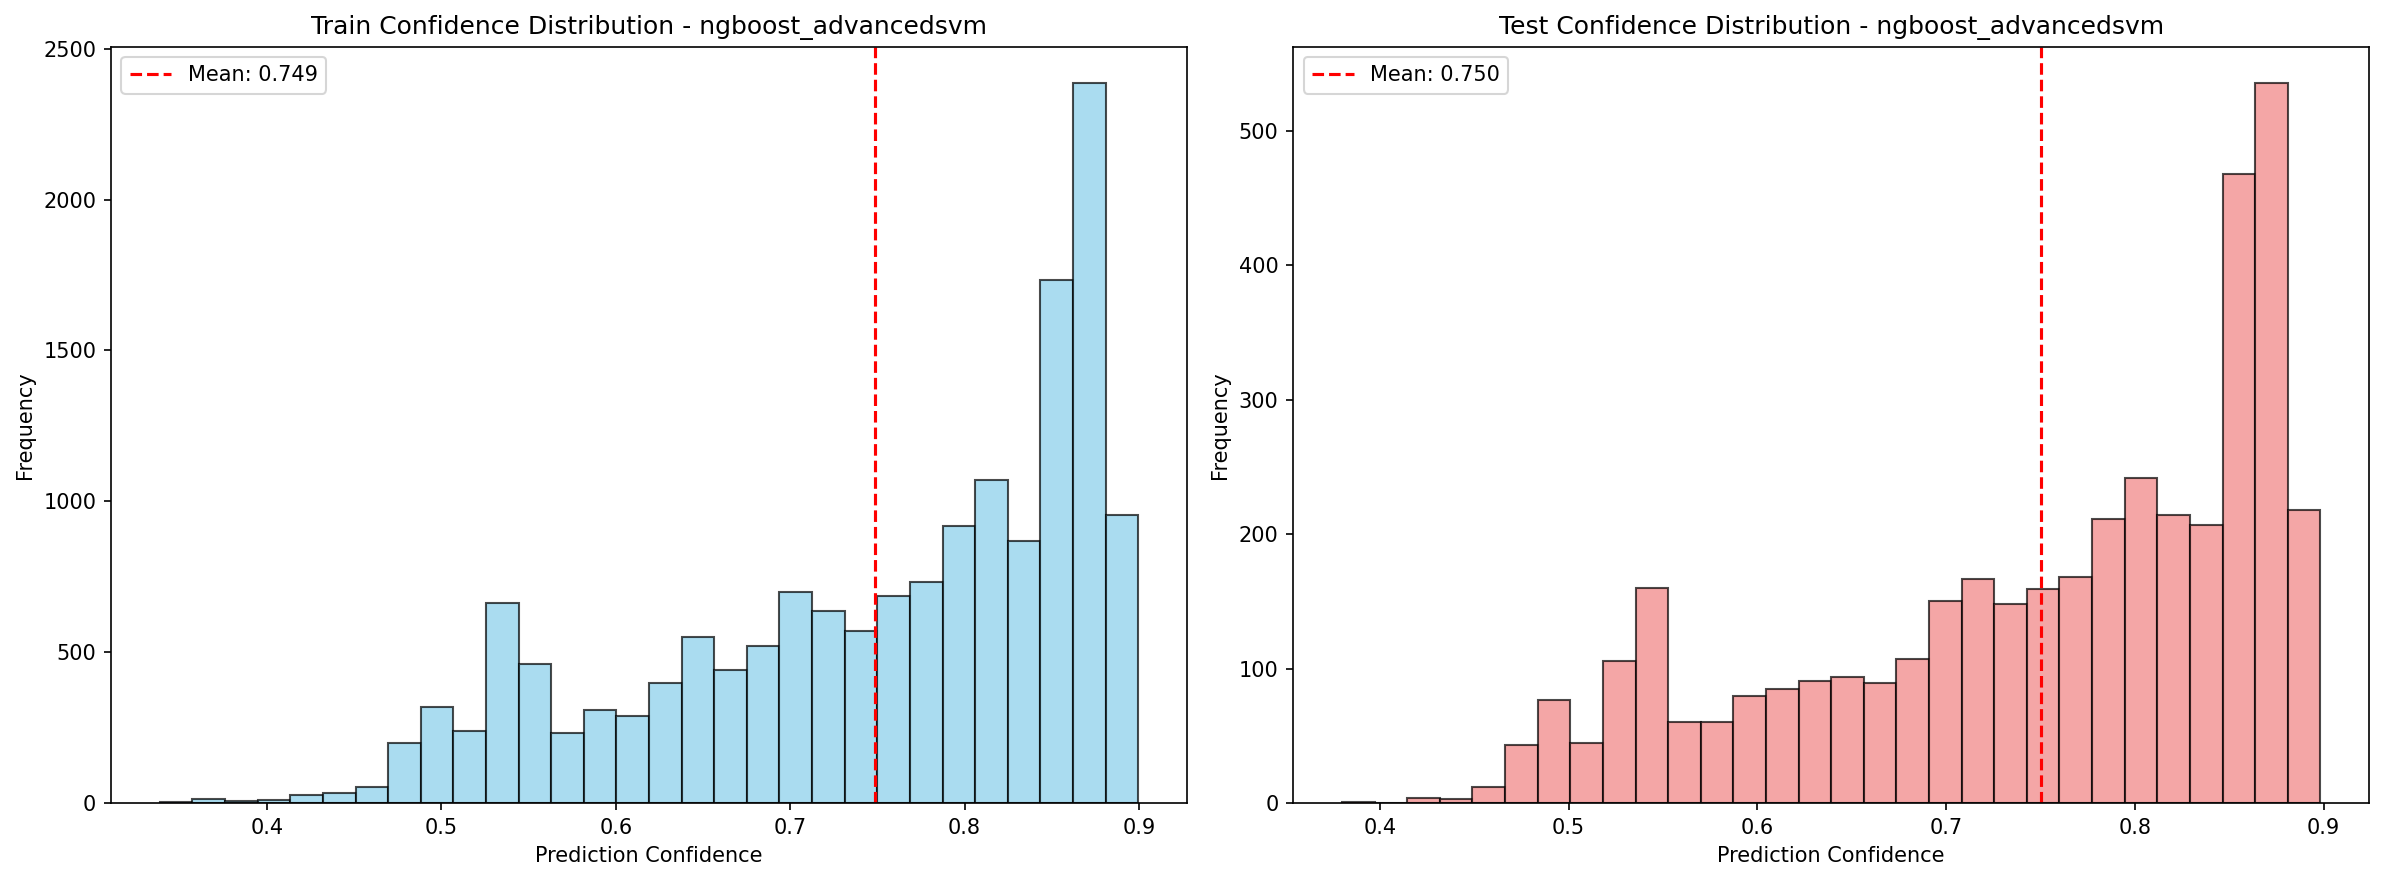 Train Confidence Distribution - ngboost_advancedsvm
Mean: 0.749
2500
2000
1500
1000
500
0
Frequency
0.4 0.5 0.6 0.7 0.8 0.9
Prediction Confidence
Test Confidence Distribution - ngboost_advancedsvm
Mean: 0.750
500
400
300
200
100
0
Frequency
0.4 0.5 0.6 0.7 0.8 0.9
Prediction Confidence